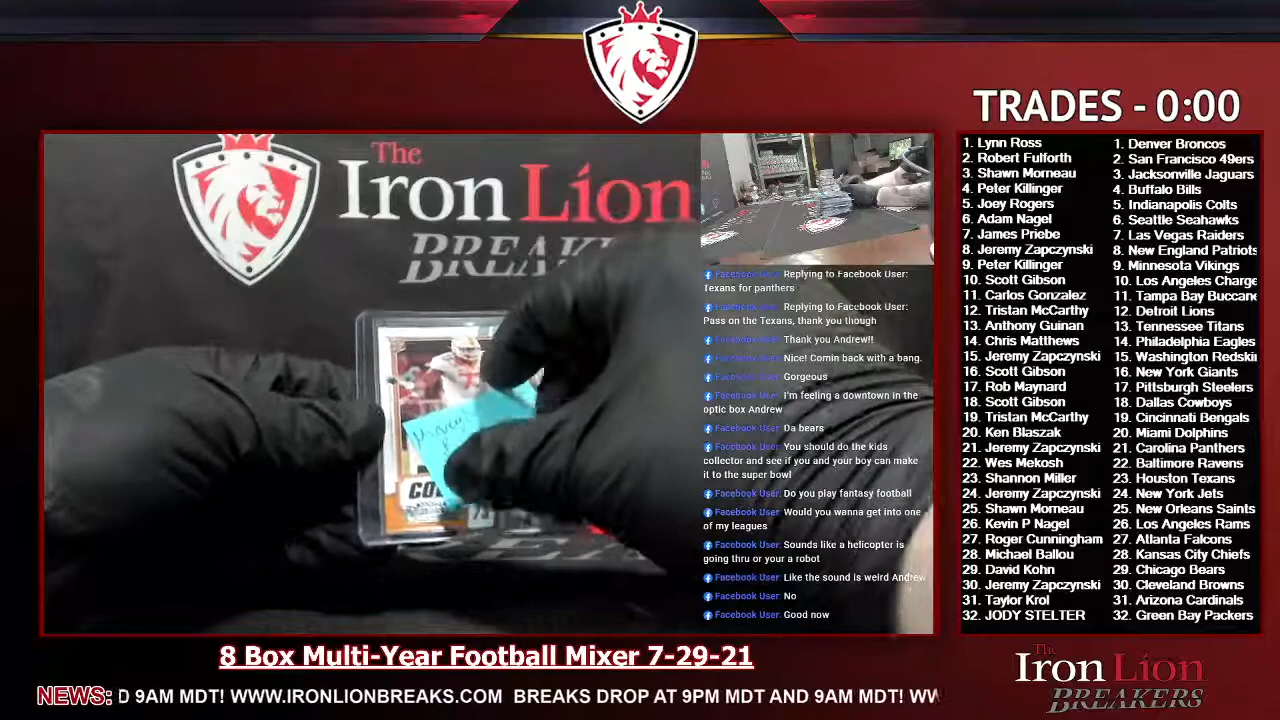 TRADES - 0:00
The
Iron Lion
BREAK
1. Lynn Ross
2. Robert Fulforth
3. Shawn Morneau
4. Peter Killinger
5. Joey Rogers
6. Adam Nagel
7. James Priebe
8. Jeremy Zapczynski
9. Peter Killinger
10. Scott Gibson
11. Carlos Gonzalez
12. Tristan McCarthy
13. Anthony Guinan
14. Chris Matthews
15. Jeremy Zapczynski
16. Scott Gibson
17. Rob Maynard
18. Scott Gibson
19. Tristan McCarthy
20. Ken Blaszak
21. Jeremy Zapczynski
22. Wes Mekosh
23. Shannon Miller
24. Jeremy Zapczynski
25. Shawn Morneau
26. Kevin P Nagel
27. Roger Cunningham
28. Michael Ballou
29. David Kohn
30. Jeremy Zapczynski
31. Taylor Krol
32. JODY STELTER
1. Denver Broncos
2. San Francisco 49ers
3. Jacksonville Jaguars
4. Buffalo Bills
5. Indianapolis Colts
6. Seattle Seahawks
7. Las Vegas Raiders
8. New England Patriots
9. Minnesota Vikings
10. Los Angeles Charge
11. Tampa Bay Buccane
12. Detroit Lions
13. Tennessee Titans
14. Philadelphia Eagles
15. Washington Redski
16. New York Giants
17. Pittsburgh Steelers
18. Dallas Cowboys
19. Cincinnati Bengals
20. Miami Dolphins
21. Carolina Panthers
22. Baltimore Ravens
23. Houston Texans
24. New York Jets
25. New Orleans Saints
26. Los Angeles Rams
27. Atlanta Falcons
28. Kansas City Chiefs
29. Chicago Bears
30. Cleveland Browns
31. Arizona Cardinals
32. Green Bay Packers
Facebook User: Replying to Facebook User:
Texans for panthers
Facebook User: Replying to Facebook User:
Pass on the Texans, thank you though
Facebook User: Thank you Andrew!!
Facebook User: Nice! Comin back with a bang.
Facebook User: Gorgeous
Facebook User: I'm feeling a downtown in the
optic box Andrew
Facebook User: Da bears
Facebook User: You should do the kids
collector and see if you and your boy can make
it to the super bowl
Facebook User: Do you play fantasy football
Facebook User: Would you wanna get into one
of my leagues
Facebook User: Sounds like a helicopter is
going thru or your a robot
Facebook User: Like the sound is weird Andrew
Facebook User: No
Facebook User: Good now
8 Box Multi-Year Football Mixer 7-29-21
NEWS: D 9AM MDT! WWW.IRONLIONBREAKS.COM BREAKS DROP AT 9PM MDT AND 9AM MDT! WW
The
Iron Lion
BREAKERS